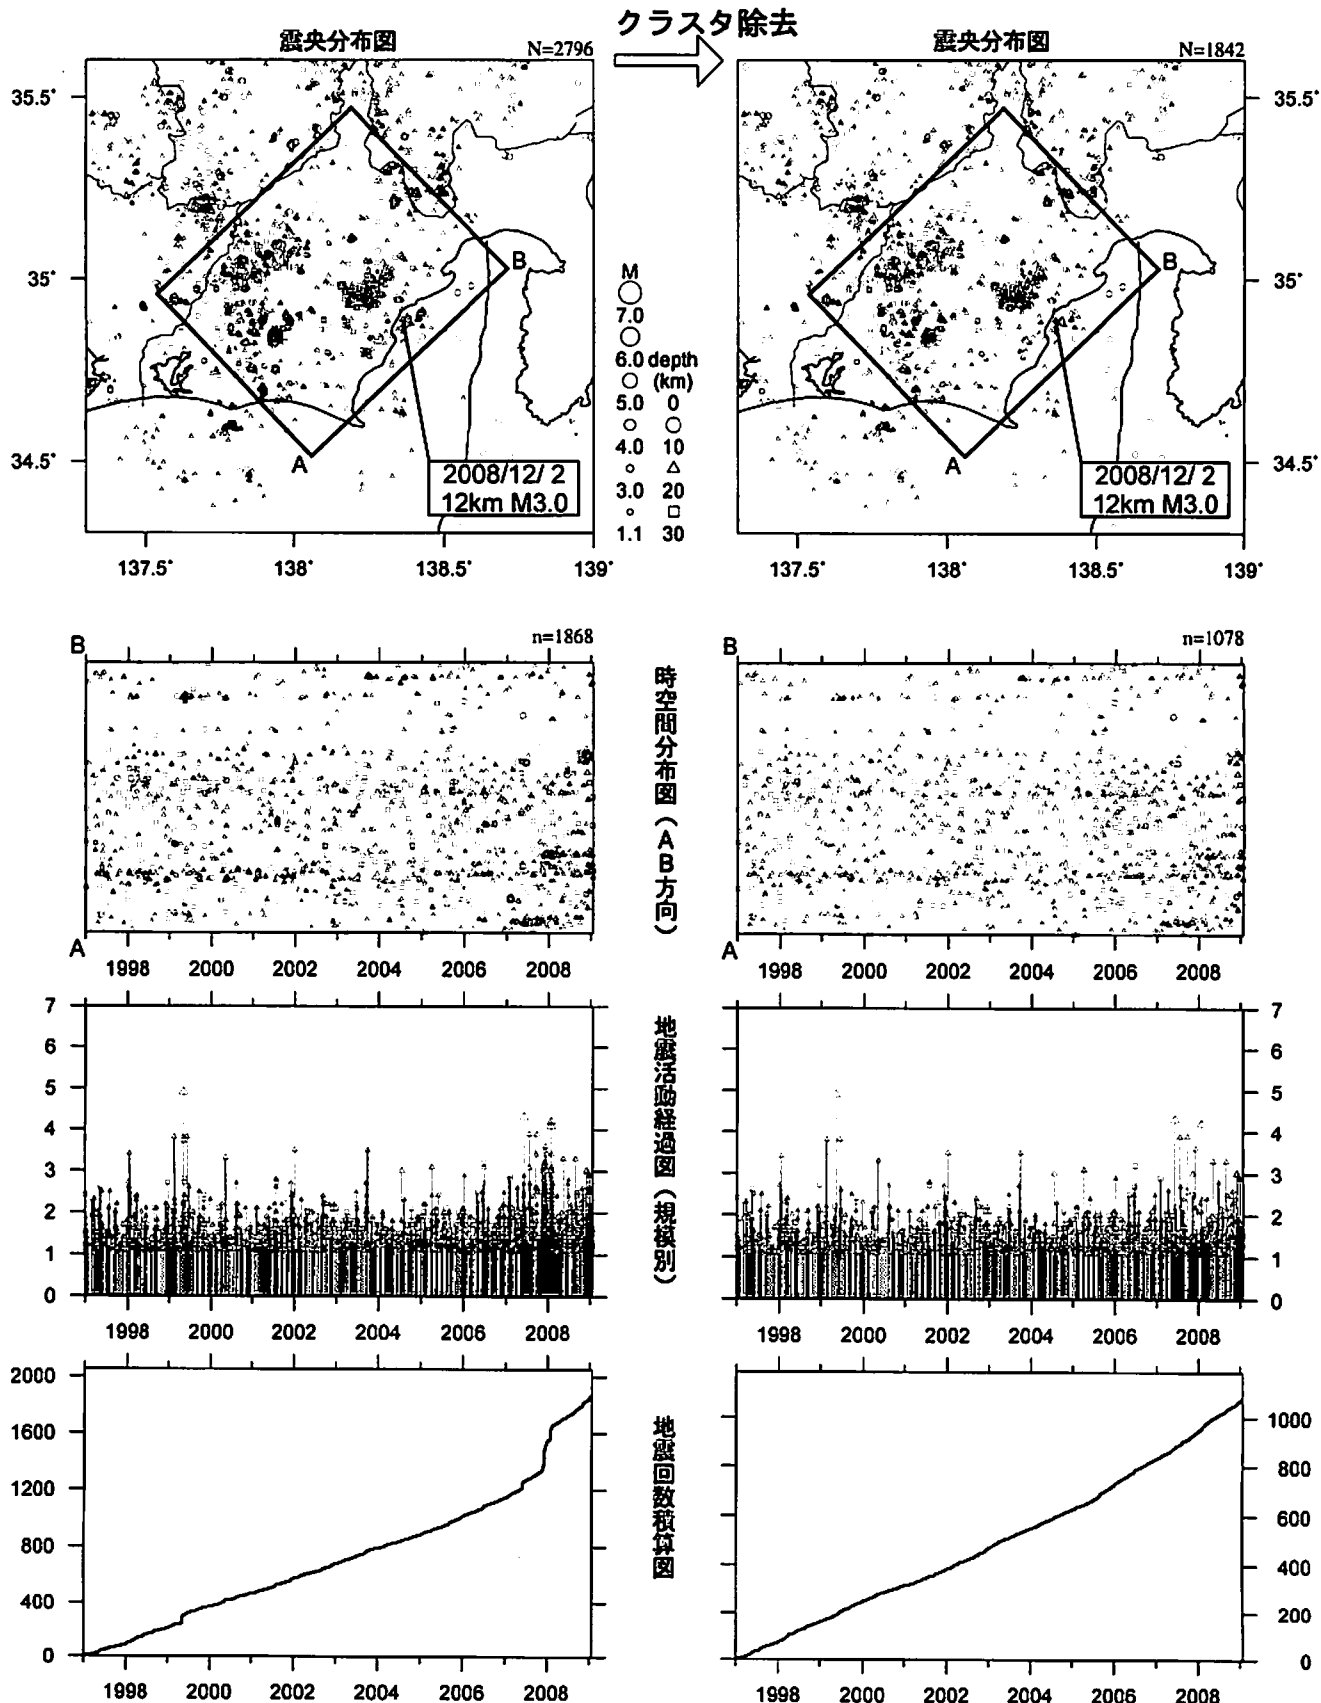 クラスタ除去
震央分布図
N=2796
震央分布図
N=1842
35.5°
35°
34.5°
B
A
2008/12/ 2
12km M3.0
137.5°
138°
138.5°
139°
M
7.0
6.0 depth
(km)
5.0 0
4.0 10
3.0 20
1.1 30
35.5°
35°
34.5°
B
A
2008/12/ 2
12km M3.0
137.5°
138°
138.5°
139°
B
n=1868
A
1998 2000 2002 2004 2006 2008
時空間分布図(AB方向)
B
n=1078
A
1998 2000 2002 2004 2006 2008
7
6
5
4
3
2
1
0
1998 2000 2002 2004 2006 2008
地震活動経過図(規模別)
7
6
5
4
3
2
1
0
1998 2000 2002 2004 2006 2008
2000
1600
1200
800
400
0
1998 2000 2002 2004 2006 2008
地震回数積算図
1000
800
600
400
200
0
1998 2000 2002 2004 2006 2008